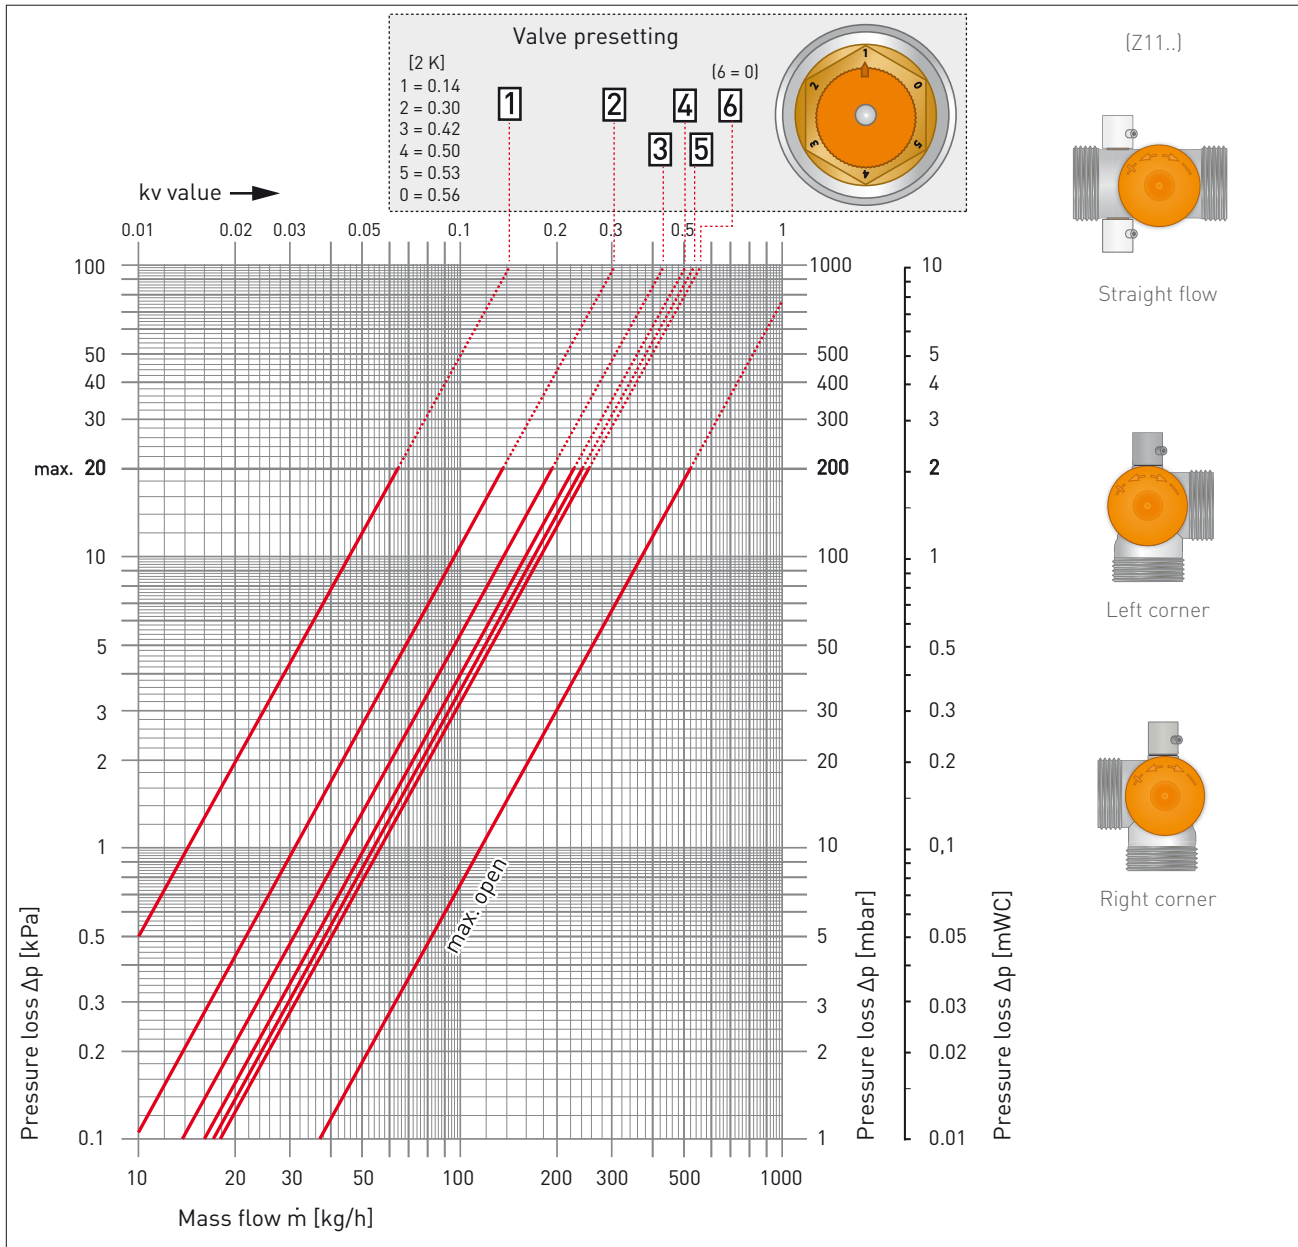 Valve presetting
[2 K]
1 = 0.14
2 = 0.30
3 = 0.42
4 = 0.50
5 = 0.53
0 = 0.56
(6 = 0)
1
2
3
4
5
6
1
0
5
4
3
2
(Z11..)
kv value
0.01 0.02 0.03 0.05 0.1 0.2 0.3 0.5 1
100
50
40
30
max. 20
10
5
3
2
1
0.5
0.3
0.2
0.1
Pressure loss Δp [kPa]
max. open
1000
500
400
300
200
100
50
30
20
10
5
3
2
1
Pressure loss Δp [mbar]
10
5
4
3
2
1
0.5
0.3
0.2
0,1
0.05
0.03
0.02
0.01
Pressure loss Δp [mWC]
10 20 30 50 100 200 300 500 1000
Mass flow ṁ [kg/h]
+ −
Straight flow
+ −
Left corner
+ −
Right corner